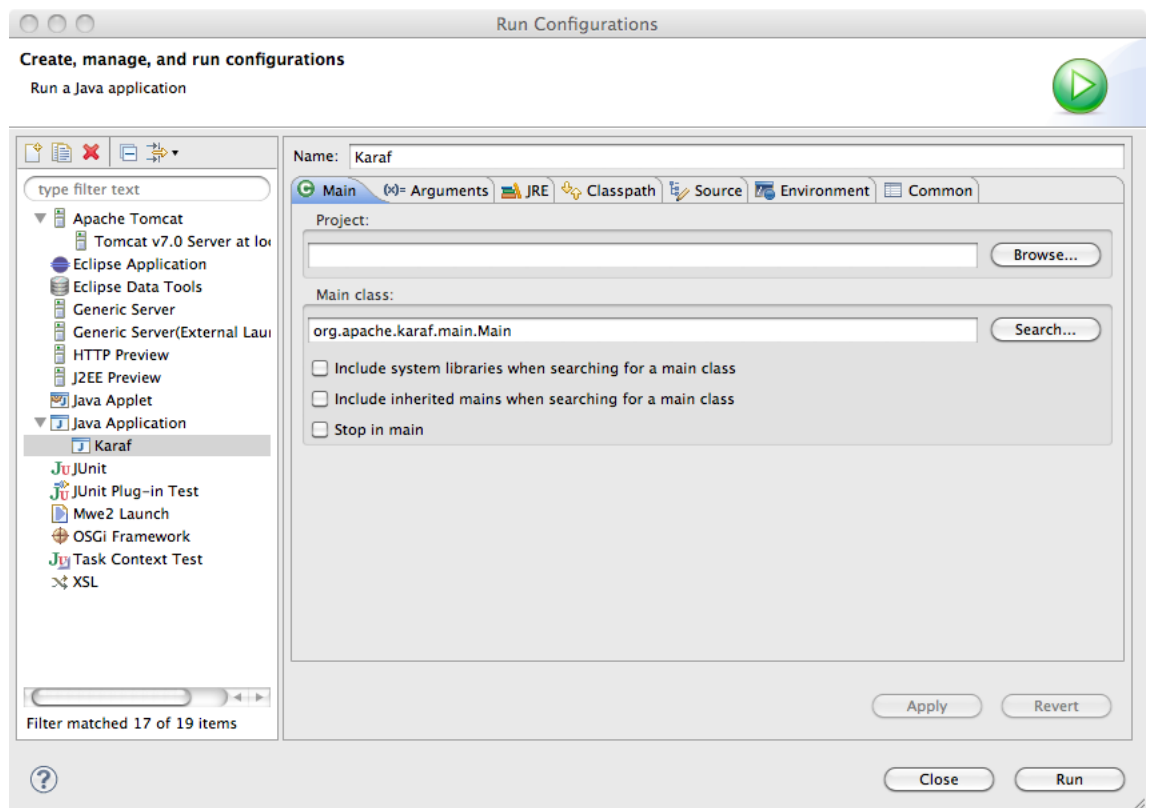 Run Configurations
Create, manage, and run configurations
Run a Java application
Name: Karaf
type filter text
Apache Tomcat
Tomcat v7.0 Server at
Eclipse Application
Eclipse Data Tools
Generic Server
Generic Server(External
HTTP Preview
J2EE Preview
Java Applet
Java Application
Karaf
JUnit
JUnit Plug-in Test
Mwe2 Launch
OSGi Framework
Task Context Test
XSL
Filter matched 17 of 19 items
Main (x)= Arguments JRE Classpath Source Environment Common
Project:
Browse...
Main class:
org.apache.karaf.main.Main Search...
Include system libraries when searching for a main class
Include inherited mains when searching for a main class
Stop in main
Apply Revert
? Close Run